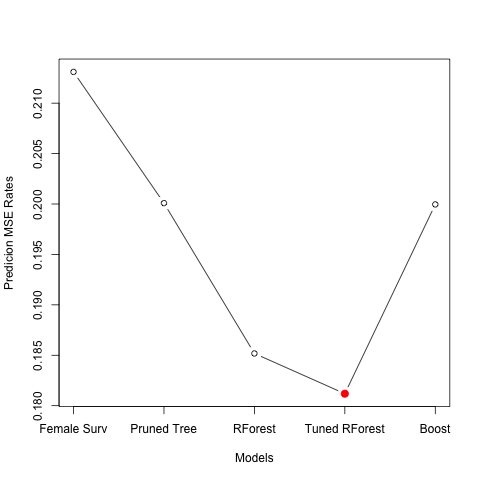 Predicion MSE Rates
0.210
0.205
0.200
0.195
0.190
0.185
0.180
Female Surv Pruned Tree RForest Tuned RForest Boost
Models